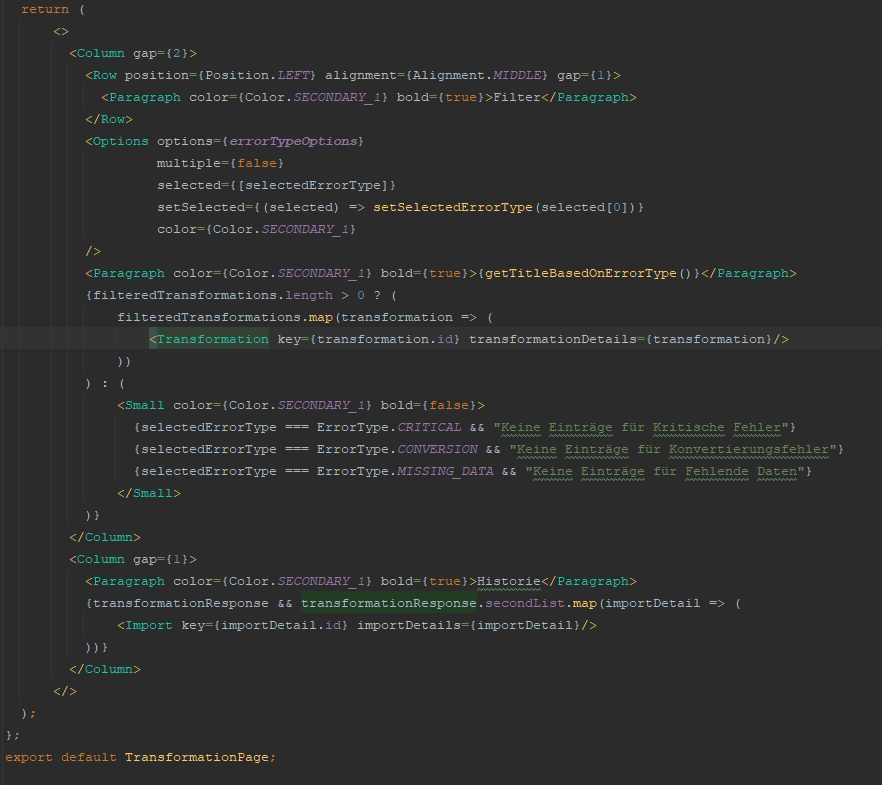 return (
<>
<Column gap={2}>
<Row position={Position.LEFT} alignment={Alignment.MIDDLE} gap={1}>
<Paragraph color={Color.SECONDARY_1} bold={true}>Filter</Paragraph>
</Row>
<Options options={errorTypeOptions}
multiple={false}
selected={[selectedErrorType]}
setSelected={(selected) => setSelectedErrorType(selected[0])}
color={Color.SECONDARY_1}
/>
<Paragraph color={Color.SECONDARY_1} bold={true}>{getTitleBasedOnErrorType()}</Paragraph>
{filteredTransformations.length > 0 ? (
filteredTransformations.map(transformation => (
<Transformation key={transformation.id} transformationDetails={transformation}/>
))
) : (
<Small color={Color.SECONDARY_1} bold={false}>
{selectedErrorType === ErrorType.CRITICAL && "Keine Einträge für Kritische Fehler"}
{selectedErrorType === ErrorType.CONVERSION && "Keine Einträge für Konvertierungsfehler"}
{selectedErrorType === ErrorType.MISSING_DATA && "Keine Einträge für Fehlende Daten"}
</Small>
)}
</Column>
<Column gap={1}>
<Paragraph color={Color.SECONDARY_1} bold={true}>Historie</Paragraph>
{transformationResponse && transformationResponse.secondList.map(importDetail => (
<Import key={importDetail.id} importDetails={importDetail}/>
))}
</Column>
</>
);
};
export default TransformationPage;